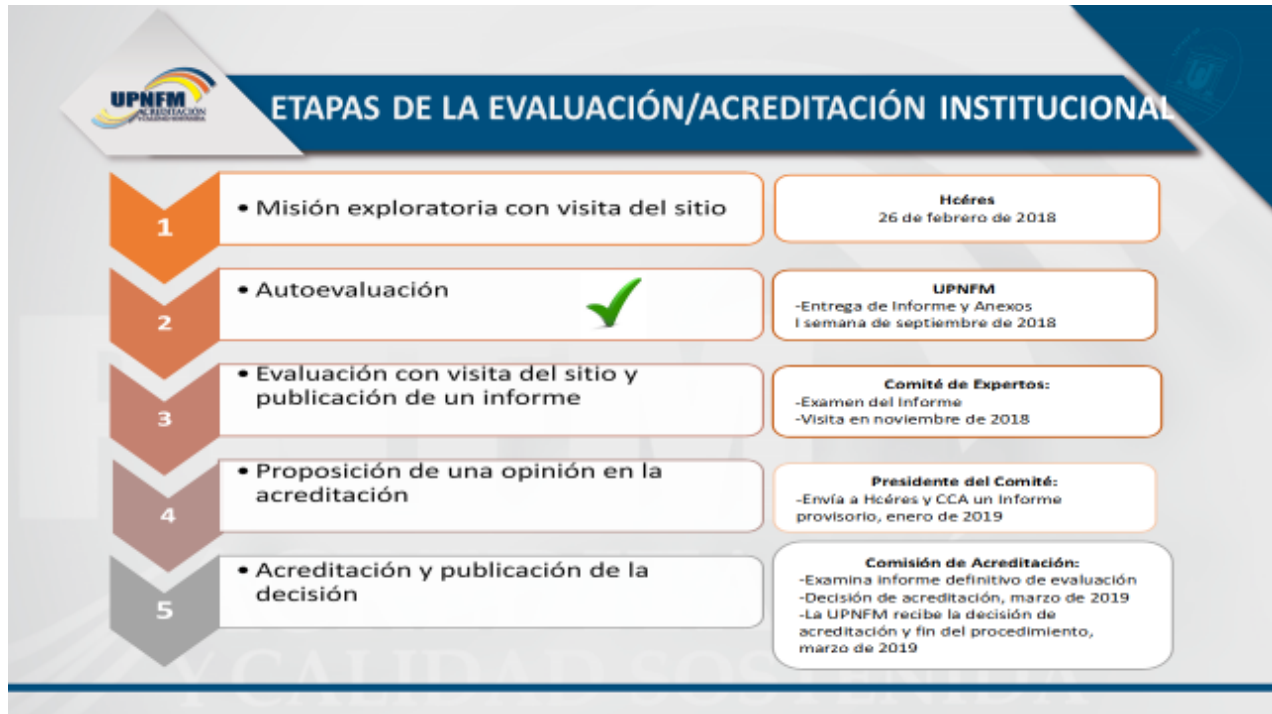 UPNFM
ACREDITACIÓN
Y CALIDAD SOSTENIDA
ETAPAS DE LA EVALUACIÓN/ACREDITACIÓN INSTITUCIONAL
1
• Misión exploratoria con visita del sitio
Hcéres
26 de febrero de 2018
2
• Autoevaluación
UPNFM
-Entrega de Informe y Anexos
I semana de septiembre de 2018
3
• Evaluación con visita del sitio y
publicación de un informe
Comité de Expertos:
-Examen del Informe
-Visita en noviembre de 2018
4
• Proposición de una opinión en la
acreditación
Presidente del Comité:
-Envía a Hcéres y CCA un Informe
provisorio, enero de 2019
5
• Acreditación y publicación de la
decisión
Comisión de Acreditación:
-Examina informe definitivo de evaluación
-Decisión de acreditación, marzo de 2019
-La UPNFM recibe la decisión de
acreditación y fin del procedimiento,
marzo de 2019
Y CALIDAD SOSTENIDA